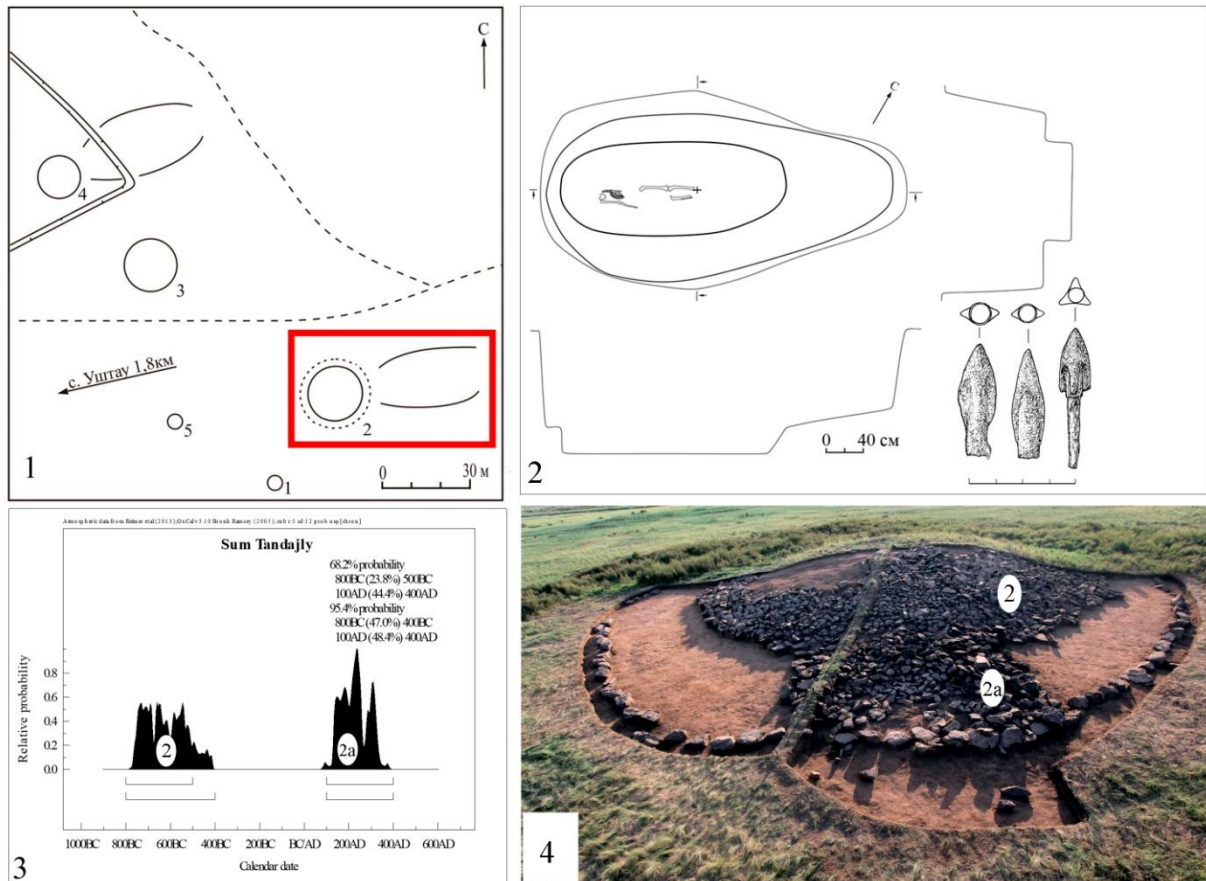 С
4
3
с. Уштау 1,8км
2
5
1
0 30 м
1
С
0 40 см
2
Atmospheric data from Reimer et al (2013);OxCal v3.10 Bronk Ramsey (2005); cub r:5 sd:12 prob usp[chron]
Sum Tandajly
68.2% probability
800BC (23.8%) 500BC
100AD (44.4%) 400AD
95.4% probability
800BC (47.0%) 400BC
100AD (48.4%) 400AD
Relative probability
0.8
0.6
0.4
0.2
0.0
2
2a
1000BC 800BC 600BC 400BC 200BC BC/AD 200AD 400AD 600AD
Calendar date
3
2
2a
4